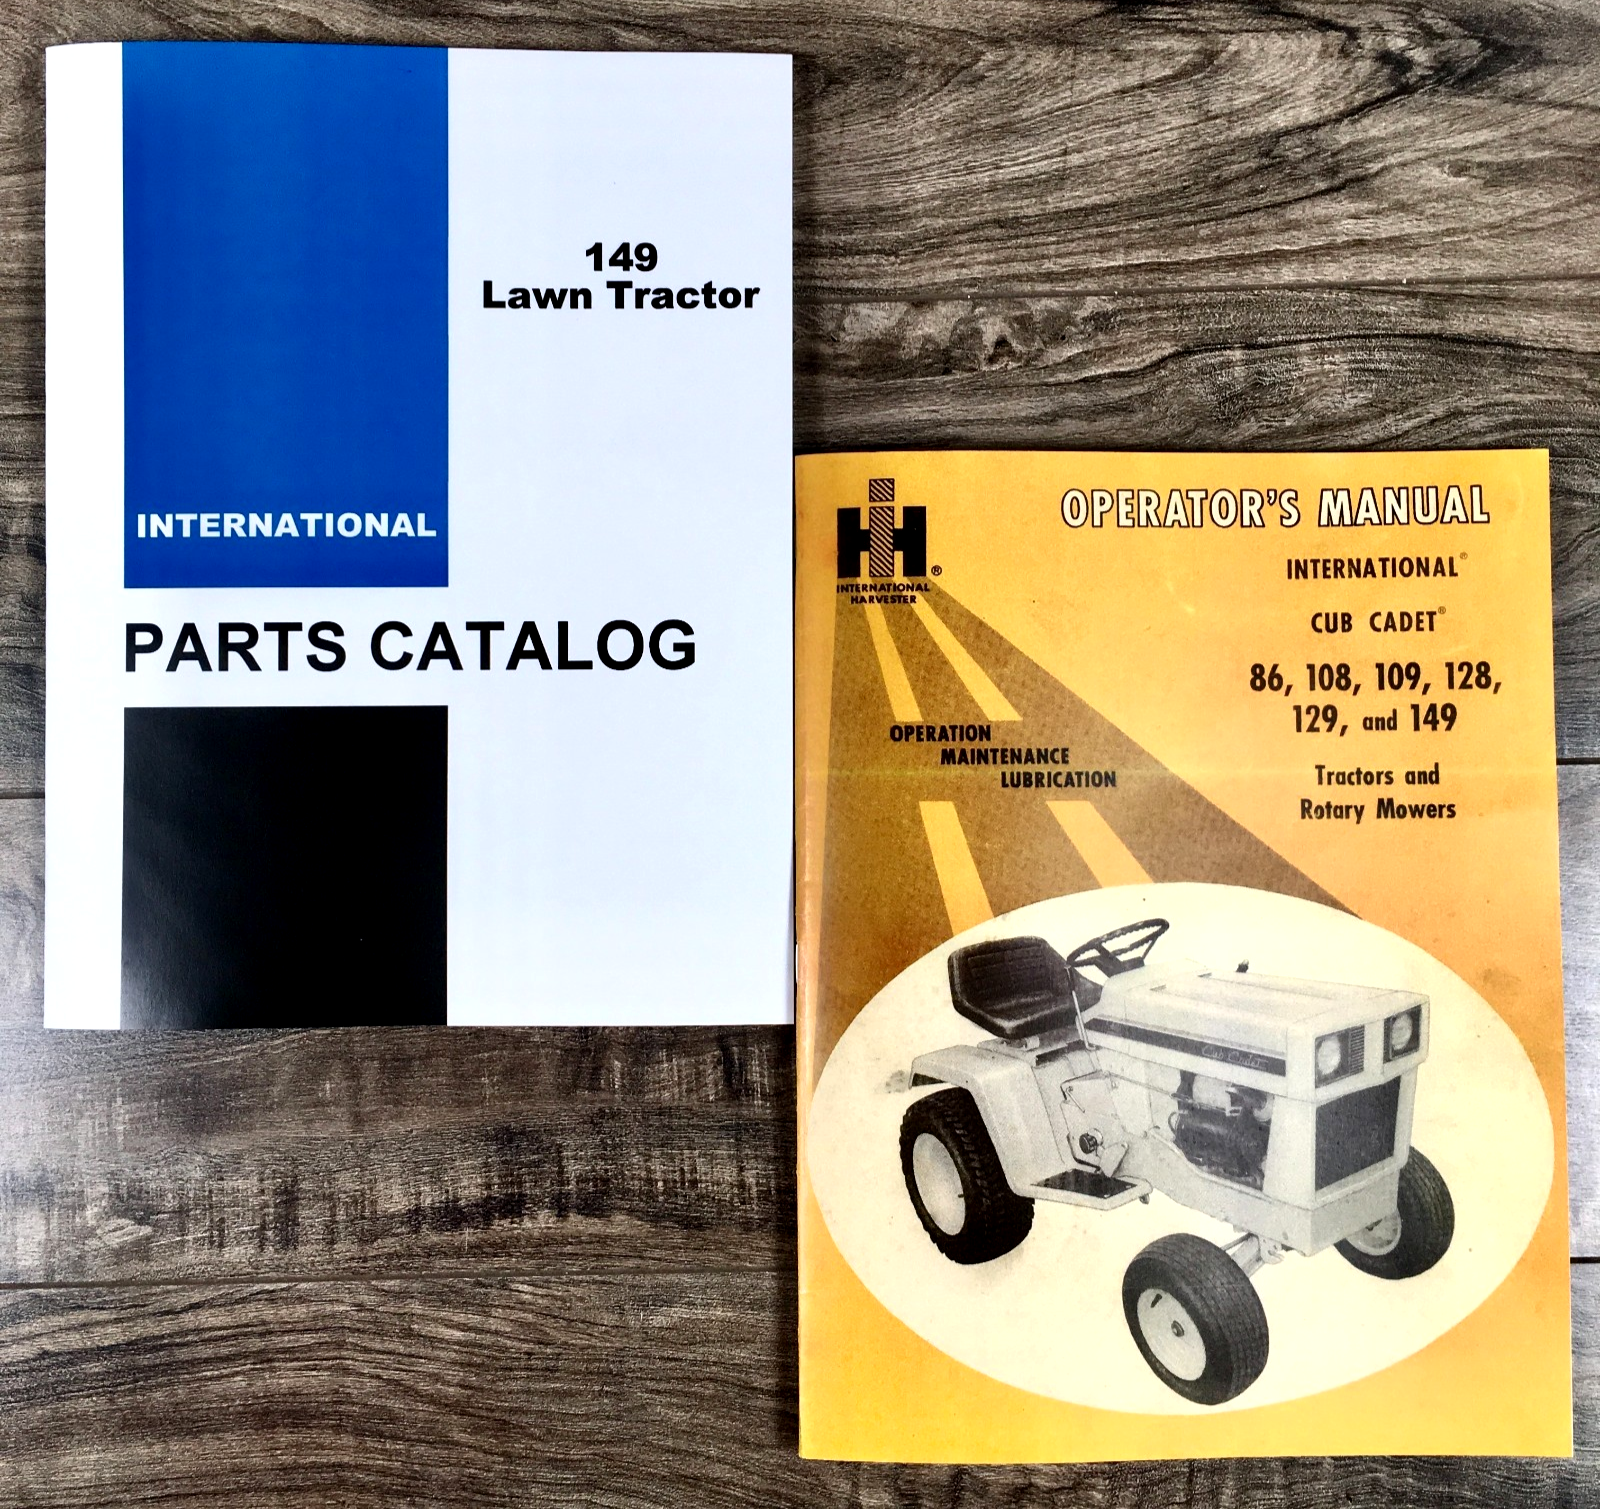 149
Lawn Tractor
INTERNATIONAL
PARTS CATALOG
IH®
INTERNATIONAL
HARVESTER
OPERATOR'S MANUAL
INTERNATIONAL®
CUB CADET®
86, 108, 109, 128,
129, and 149
Tractors and
Rotary Mowers
OPERATION
MAINTENANCE
LUBRICATION
Cub Cadet